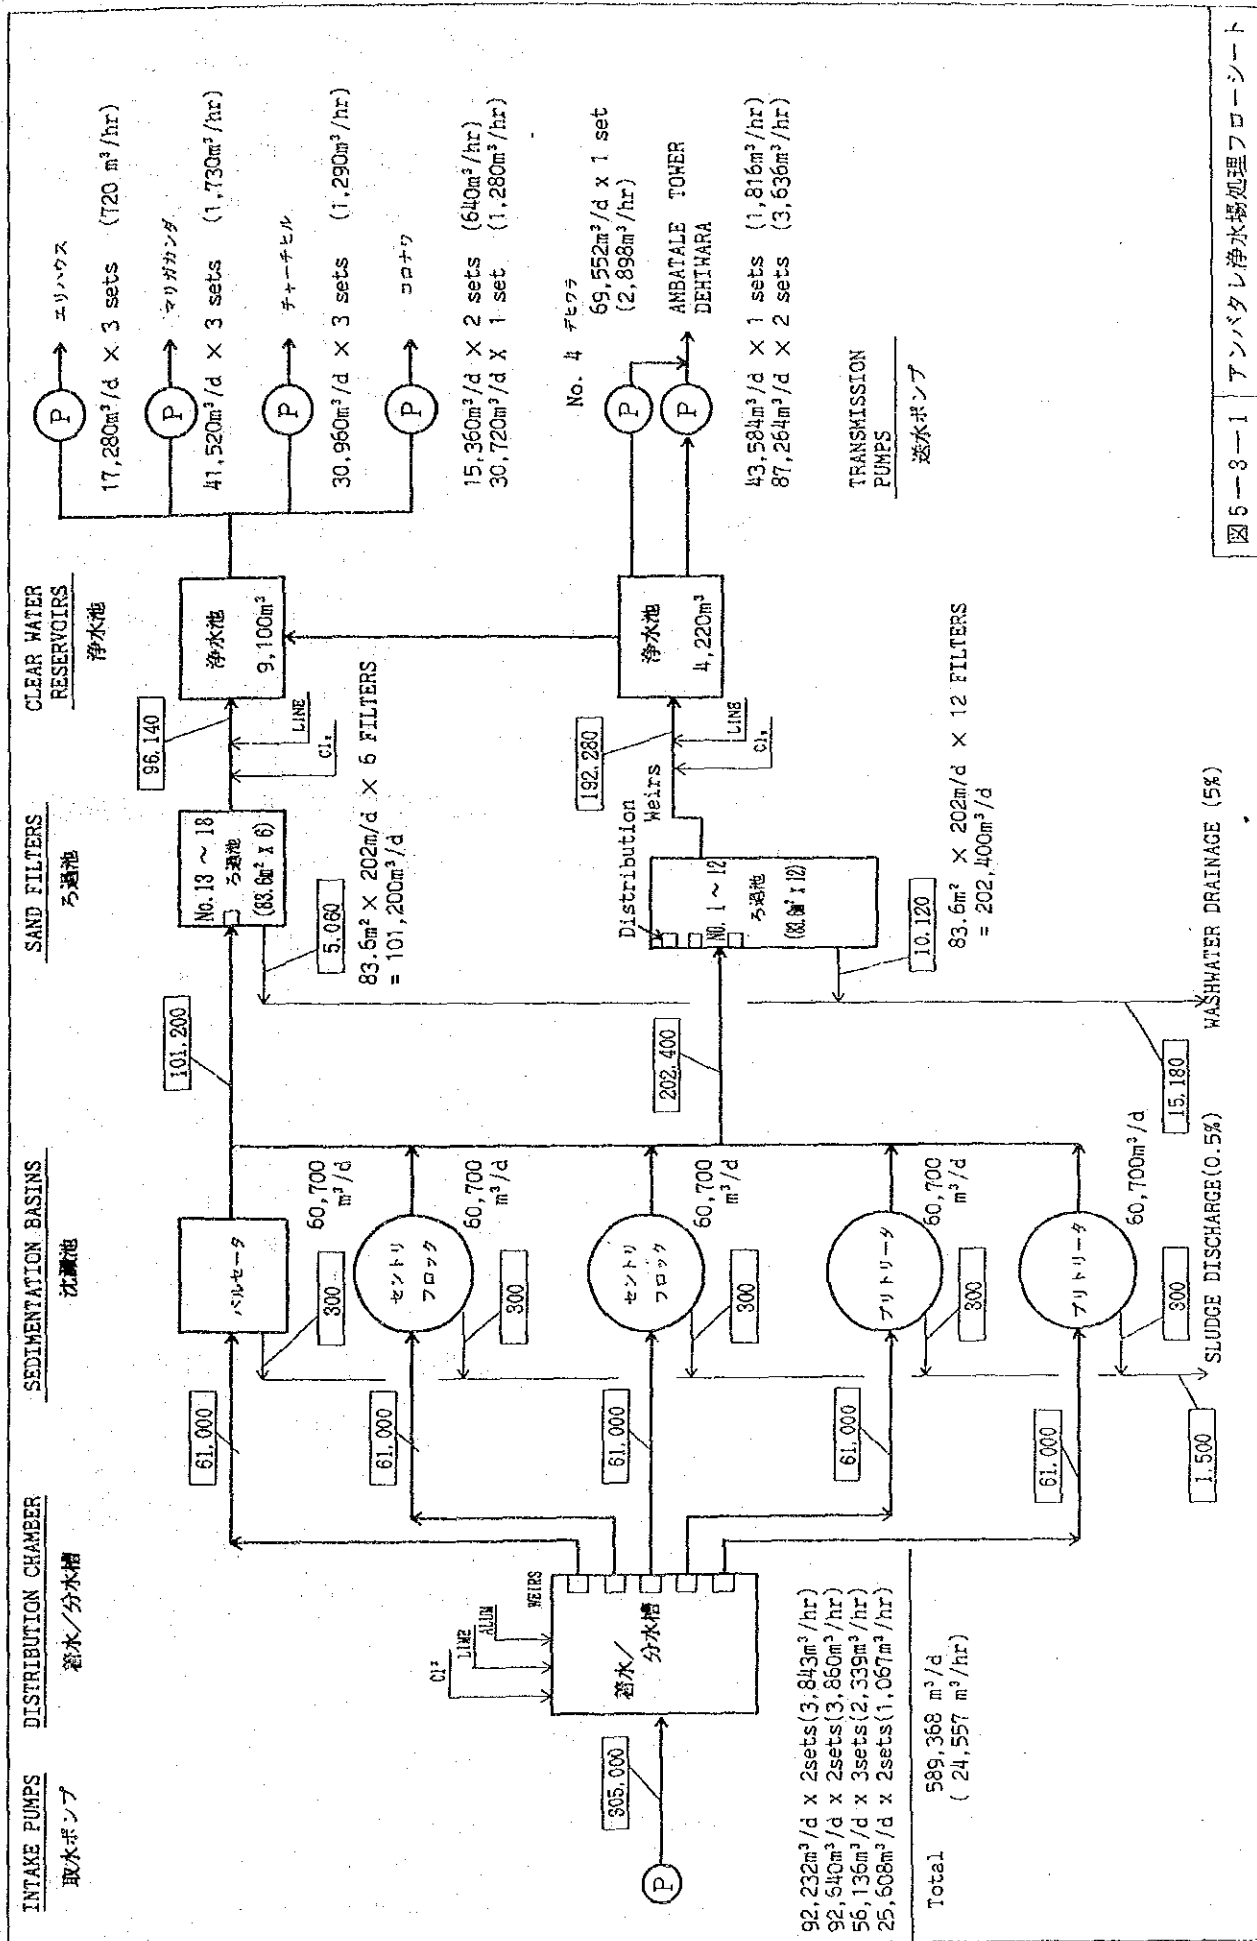 INTAKE PUMPS
取水ポンプ
DISTRIBUTION CHAMBER
着水/分水槽
SEDIMENTATION BASINS
沈澱池
SAND FILTERS
ろ過池
CLEAR WATER
RESERVOIRS
浄水池
P
305.000
Cl²
LIME
ALUM
WEIRS
着水/
分水槽
92,232m³/d x 2sets(3,843m³/hr)
92,640m³/d x 2sets(3,860m³/hr)
56,136m³/d x 3sets(2,339m³/hr)
25,608m³/d x 2sets(1,067m³/hr)
Total 589,368 m³/d
( 24,557 m³/hr)
61.000
61.000
61.000
61.000
61.000
パルセータ
セントリ
フロック
セントリ
フロック
プリトリータ
プリトリータ
300
300
300
300
300
60,700
m³/d
60,700
m³/d
60,700
m³/d
60,700
m³/d
60,700m³/d
1.500
SLUDGE DISCHARGE(0.5%)
101,200
202,400
No.13 ~ 18
ろ過池
(83.6m² x 6)
5.060
83.6m² × 202m/d × 6 FILTERS
= 101,200m³/d
Distribution
Weirs
NO. 1 ~ 12
ろ過池
(83.6m² x 12)
10.120
83.6m² × 202m/d × 12 FILTERS
= 202,400m³/d
15.180
WASHWATER DRAINAGE (5%)
96.140
LINE
Cl₂
192.280
LINE
Cl₂
浄水池
9,100m³
浄水池
4,220m³
P
エリハウス
17,280m³/d × 3 sets (720 m³/hr)
P
マリガカンダ
41,520m³/d × 3 sets (1,730m³/hr)
P
チャーチヒル
30,960m³/d × 3 sets (1,290m³/hr)
P
コロナワ
15,360m³/d × 2 sets (640m³/hr)
30,720m³/d X 1 set (1,280m³/hr)
No. 4 デヒワラ
69,552m³/d x 1 set
(2,898m³/hr)
P
P
AMBATALE TOWER
DEHIWARA
43,584m³/d × 1 sets (1,816m³/hr)
87,264m³/d × 2 sets (3,636m³/hr)
TRANSMISSION
PUMPS
送水ポンプ
図5-3-1 アンバタレ浄水場処理フローシート